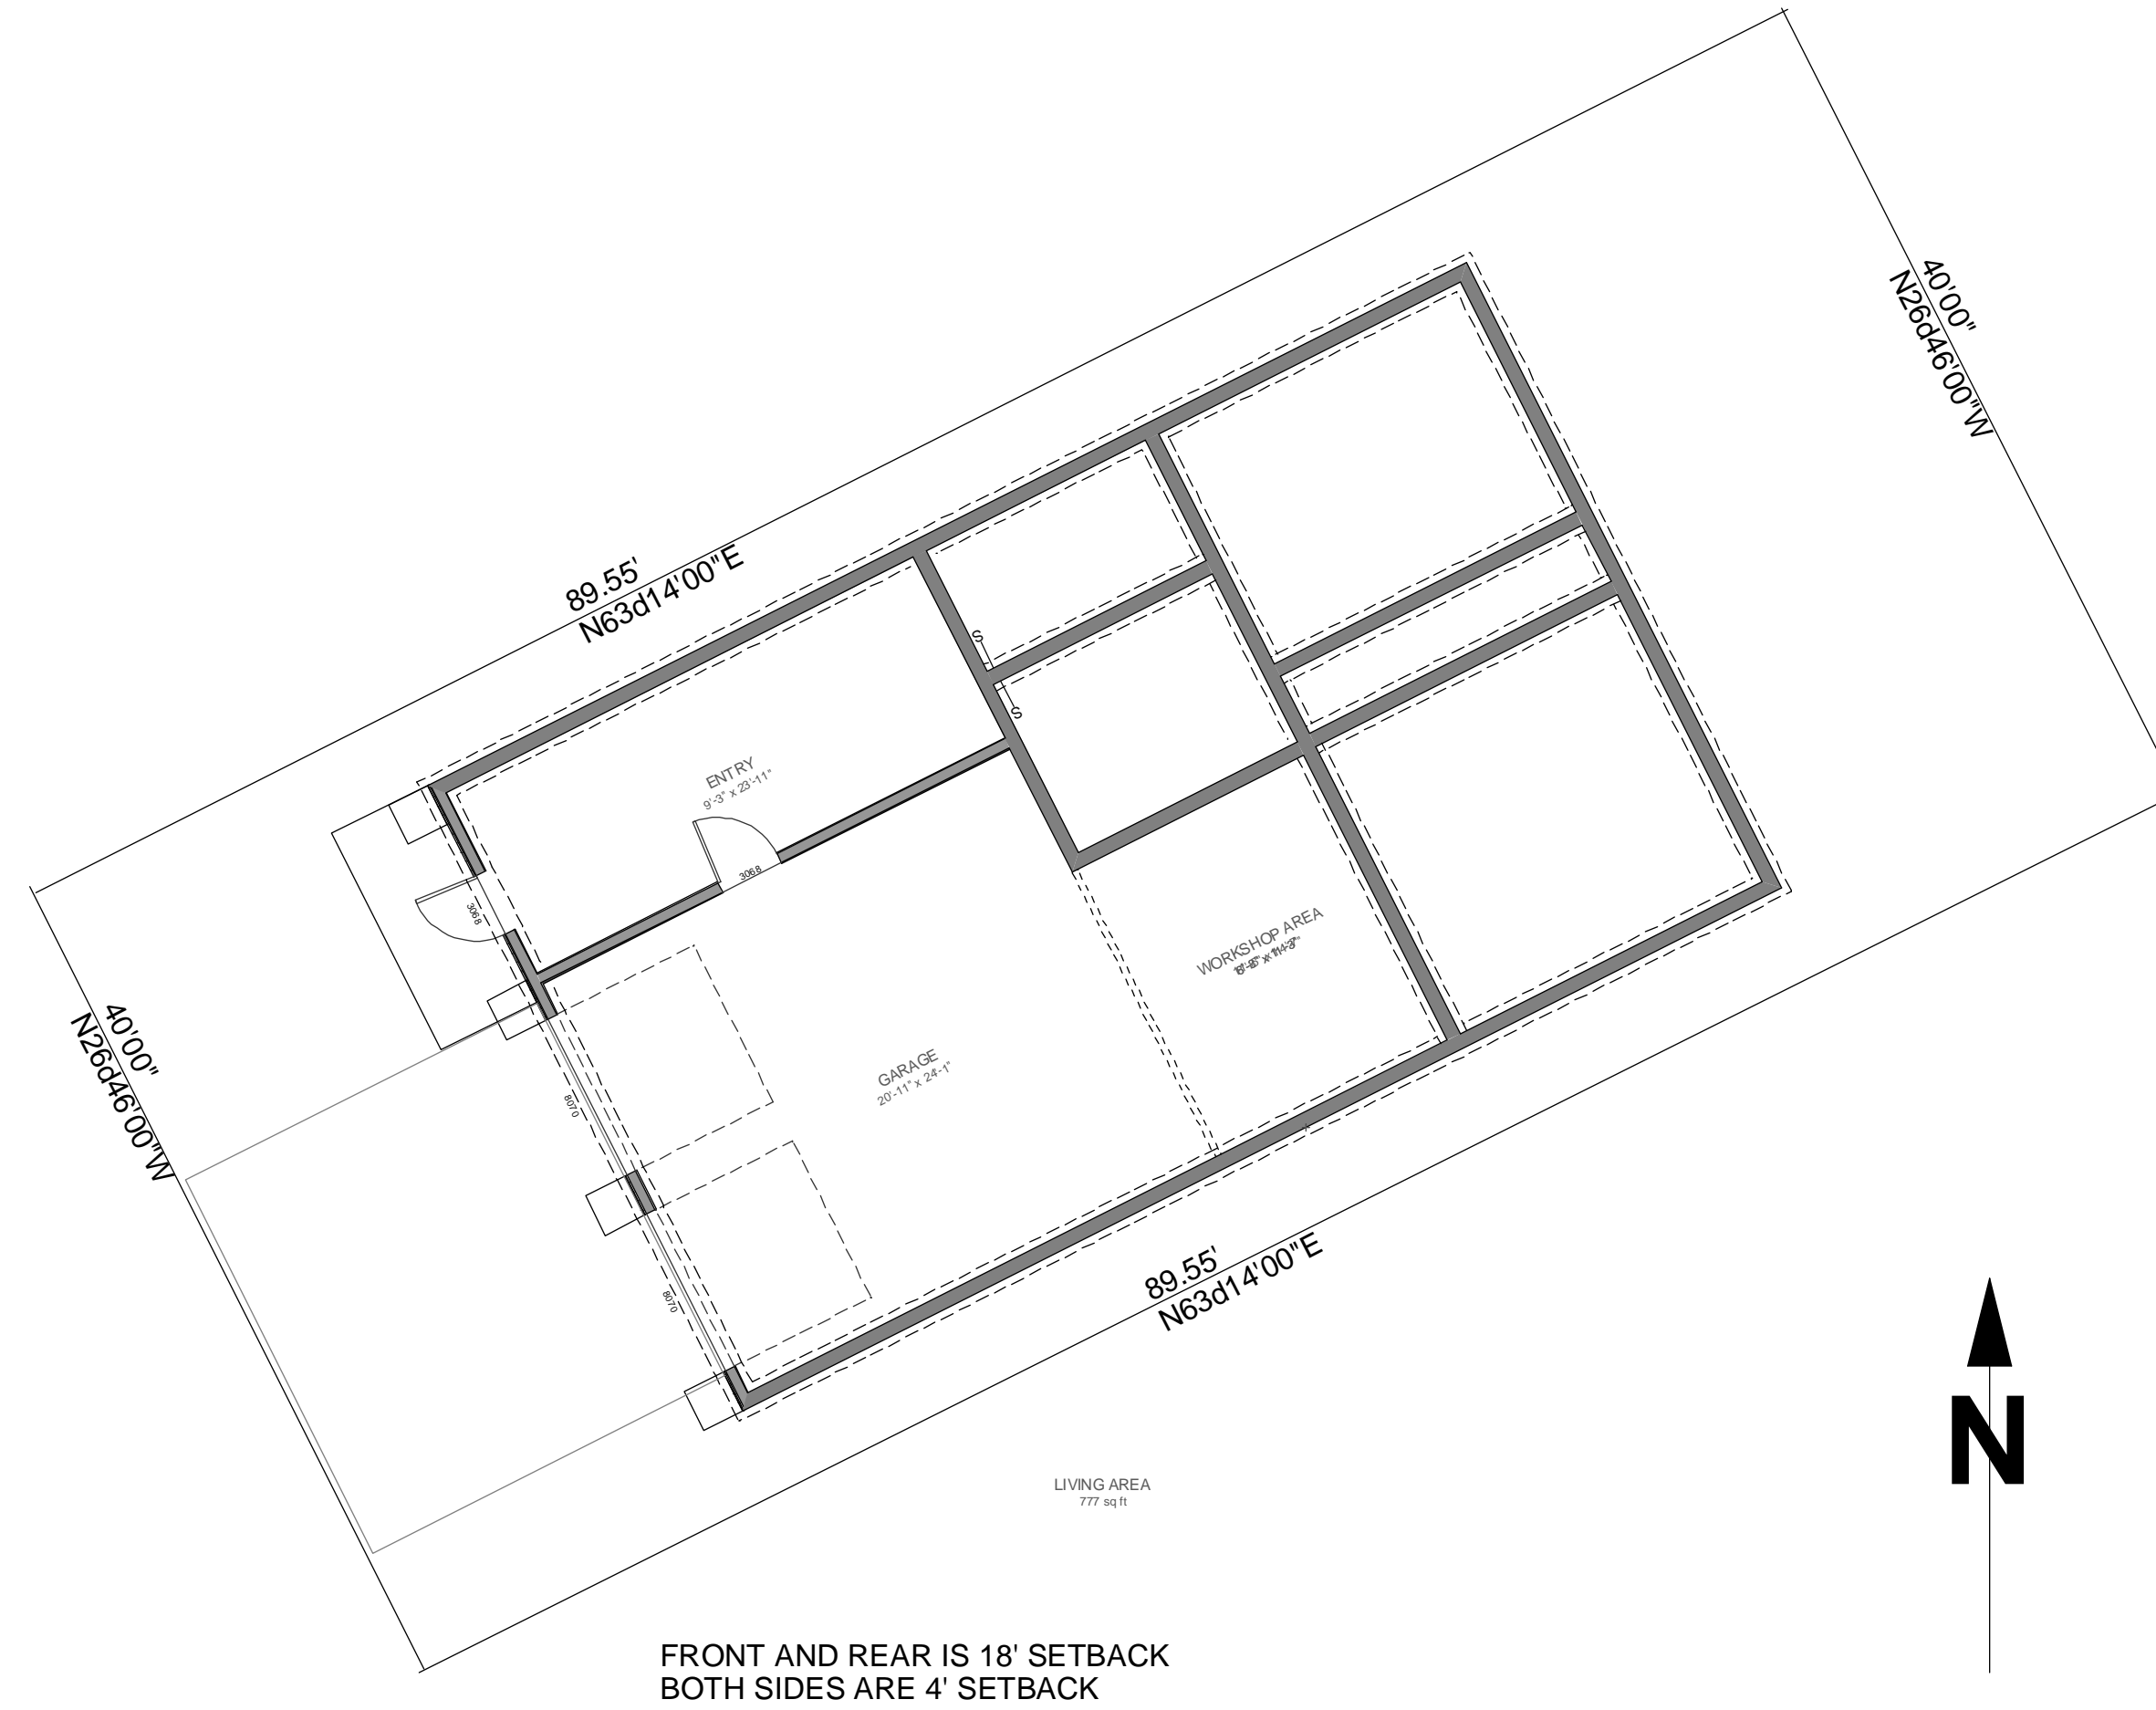 40'00"
N26d46'00"W
89.55'
N63d14'00"E
S
S
ENTRY
9'-3" x 23'-11"
3068
3068
WORKSHOP AREA
40'00"
N26d46'00"W
GARAGE
20'-11" x 24'-1"
8070
8070
89.55'
N63d14'00"E
N
LIVING AREA
777 sq ft
FRONT AND REAR IS 18' SETBACK
BOTH SIDES ARE 4' SETBACK